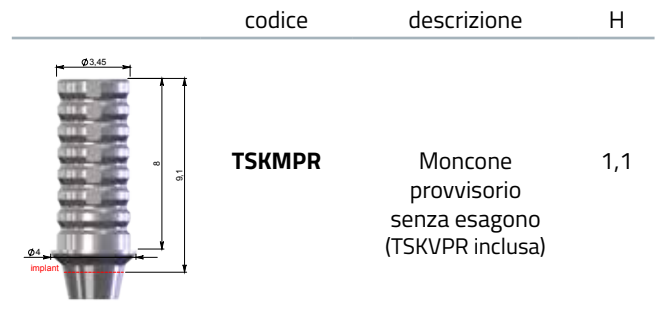 codice descrizione H
Ø3,45
8
9,1
TSKMPR Moncone 1,1
provvisorio
senza esagono
(TSKVPR inclusa)
Ø4
implant